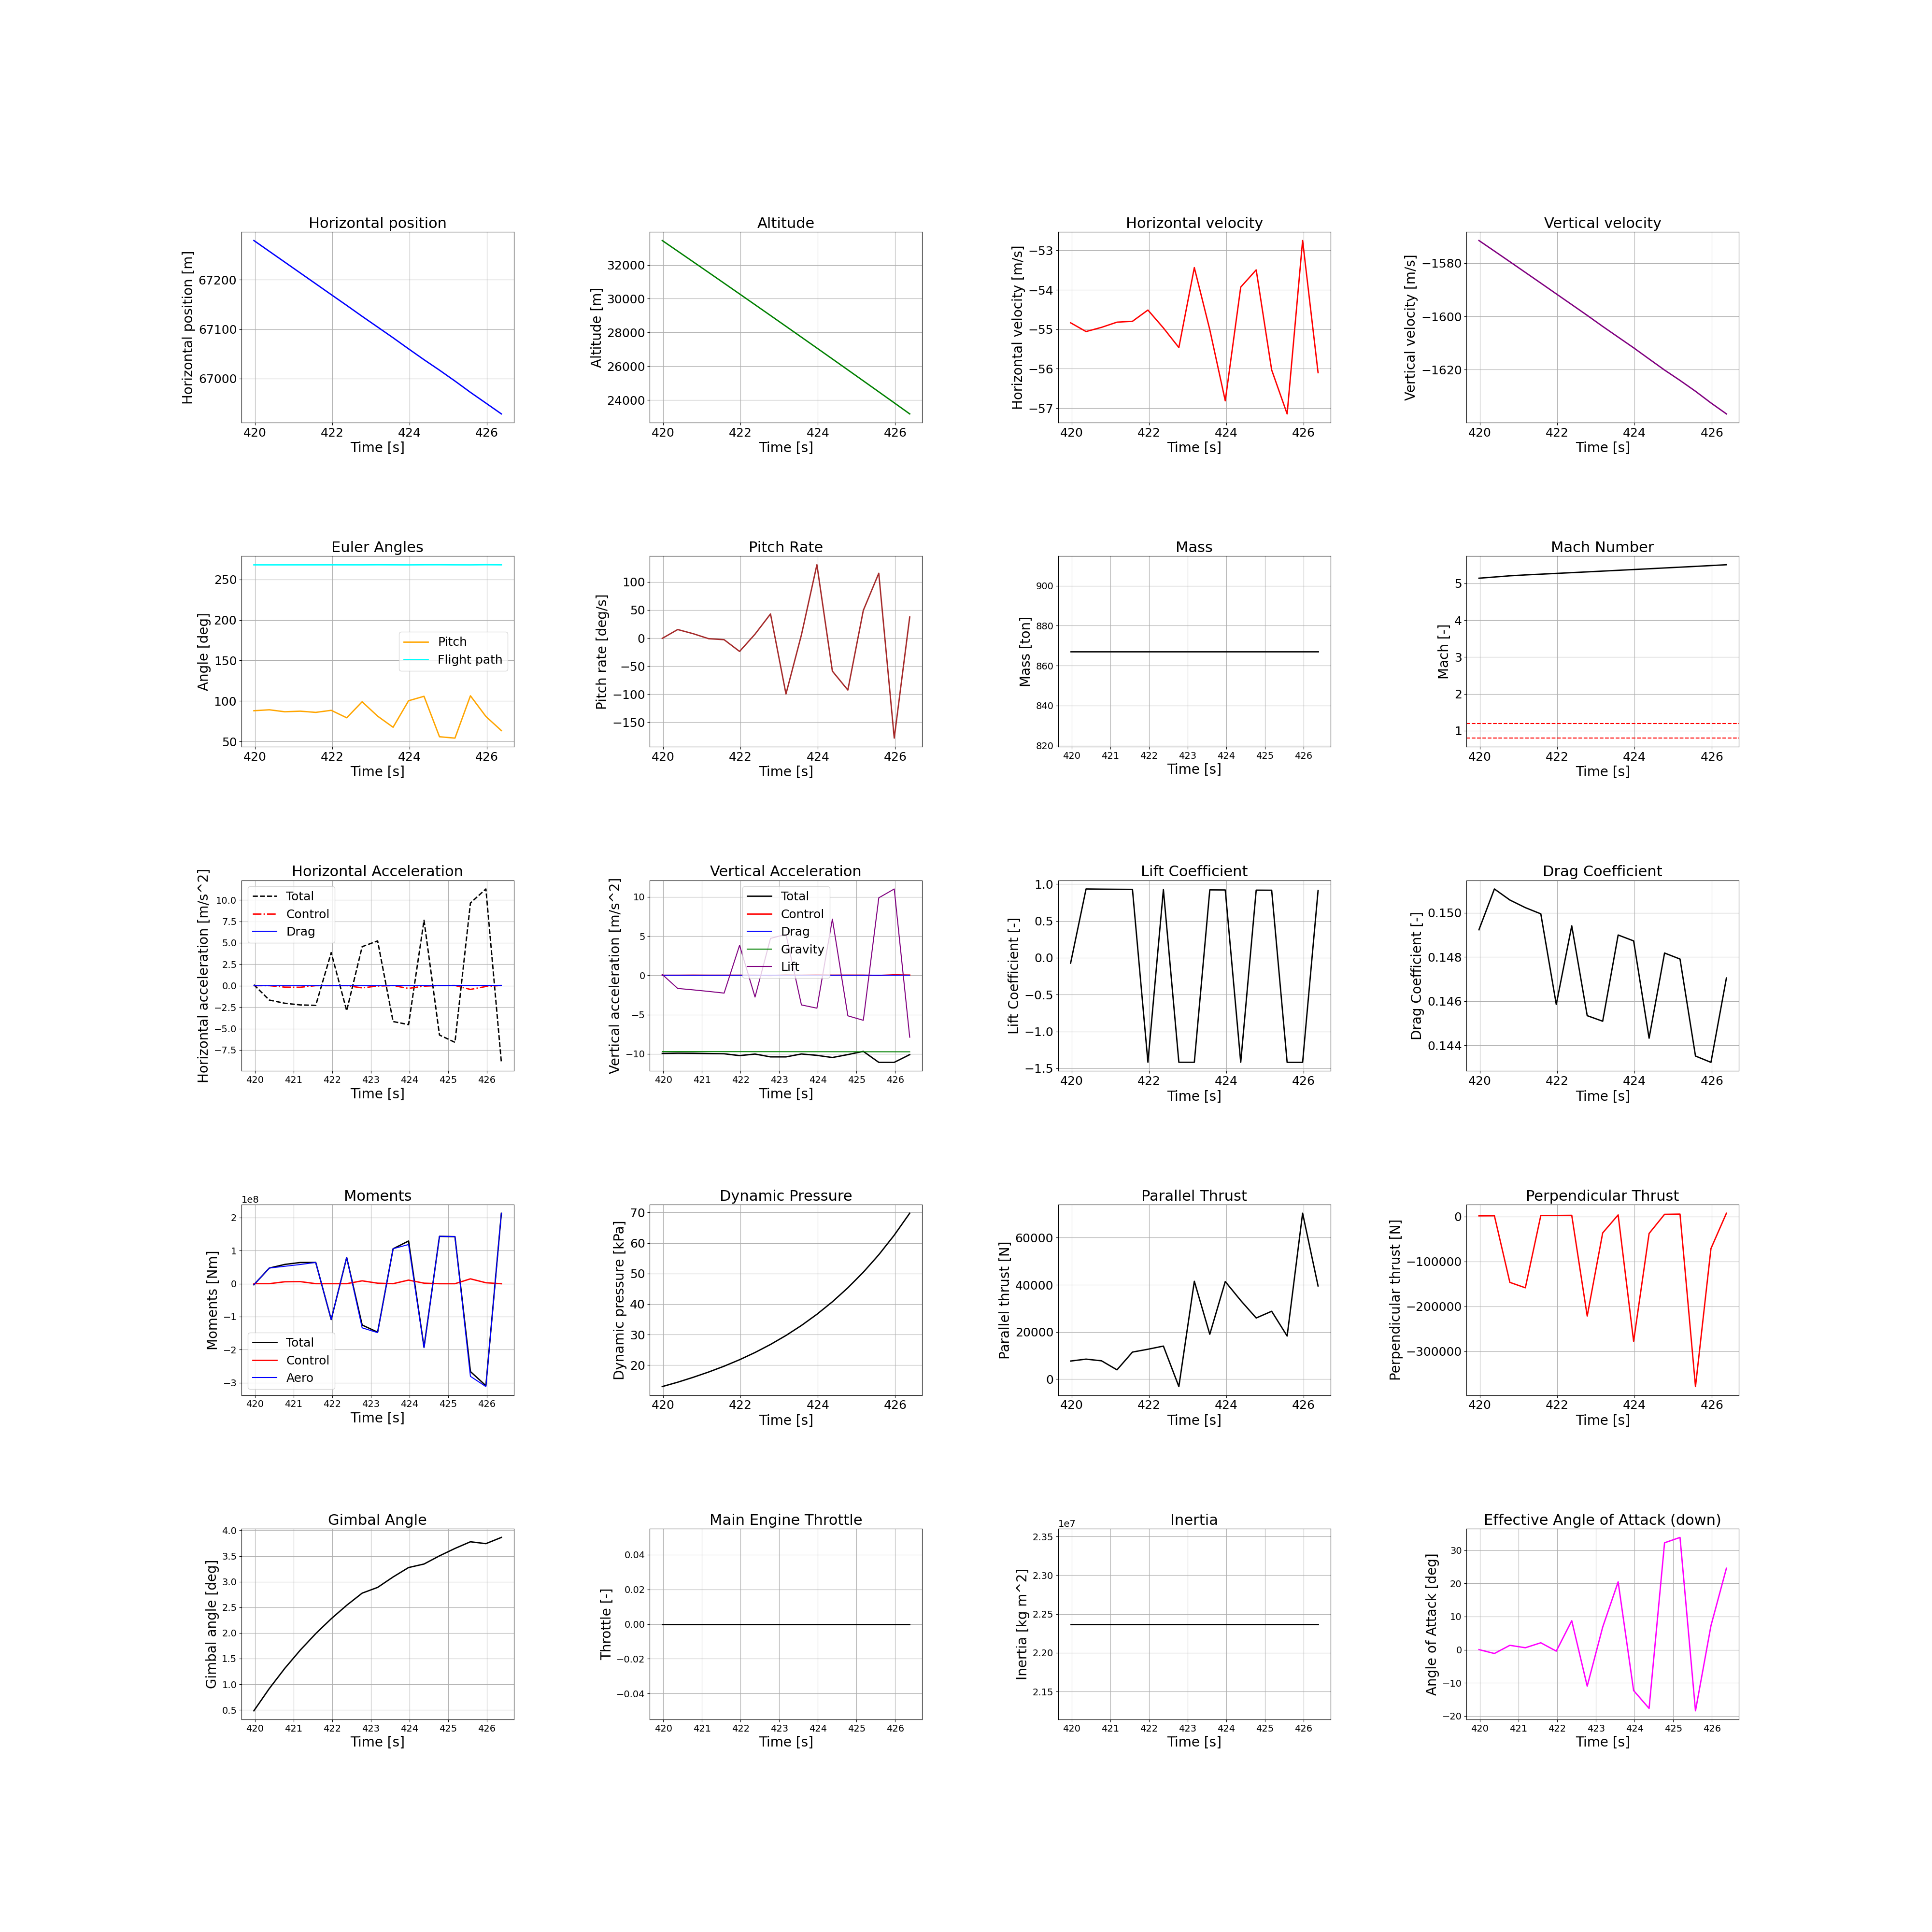 Horizontal position
Horizontal position [m]
67200
67100
67000
420 422 424 426
Time [s]
Altitude
Altitude [m]
32000
30000
28000
26000
24000
420 422 424 426
Time [s]
Horizontal velocity
Horizontal velocity [m/s]
−53
−54
−55
−56
−57
420 422 424 426
Time [s]
Vertical velocity
Vertical velocity [m/s]
−1580
−1600
−1620
420 422 424 426
Time [s]
Euler Angles
Angle [deg]
250
200
150
100
50
Pitch
Flight path
420 422 424 426
Time [s]
Pitch Rate
Pitch rate [deg/s]
100
50
0
−50
−100
−150
420 422 424 426
Time [s]
Mass
Mass [ton]
900
880
860
840
820
420 421 422 423 424 425 426
Time [s]
Mach Number
Mach [-]
5
4
3
2
1
420 422 424 426
Time [s]
Horizontal Acceleration
Horizontal acceleration [m/s^2]
10.0
7.5
5.0
2.5
0.0
−2.5
−5.0
−7.5
Total
Control
Drag
420 421 422 423 424 425 426
Time [s]
Vertical Acceleration
Vertical acceleration [m/s^2]
10
5
0
−5
−10
Total
Control
Drag
Gravity
Lift
420 421 422 423 424 425 426
Time [s]
Lift Coefficient
Lift Coefficient [-]
1.0
0.5
0.0
−0.5
−1.0
−1.5
420 422 424 426
Time [s]
Drag Coefficient
Drag Coefficient [-]
0.150
0.148
0.146
0.144
420 422 424 426
Time [s]
Moments
1e8
Moments [Nm]
2
1
0
−1
−2
−3
Total
Control
Aero
420 421 422 423 424 425 426
Time [s]
Dynamic Pressure
Dynamic pressure [kPa]
70
60
50
40
30
20
420 422 424 426
Time [s]
Parallel Thrust
Parallel thrust [N]
60000
40000
20000
0
420 422 424 426
Time [s]
Perpendicular Thrust
Perpendicular thrust [N]
0
−100000
−200000
−300000
420 422 424 426
Time [s]
Gimbal Angle
Gimbal angle [deg]
4.0
3.5
3.0
2.5
2.0
1.5
1.0
0.5
420 421 422 423 424 425 426
Time [s]
Main Engine Throttle
Throttle [-]
0.04
0.02
0.00
−0.02
−0.04
420 421 422 423 424 425 426
Time [s]
Inertia
1e7
Inertia [kg m^2]
2.35
2.30
2.25
2.20
2.15
420 421 422 423 424 425 426
Time [s]
Effective Angle of Attack (down)
Angle of Attack [deg]
30
20
10
0
−10
−20
420 421 422 423 424 425 426
Time [s]